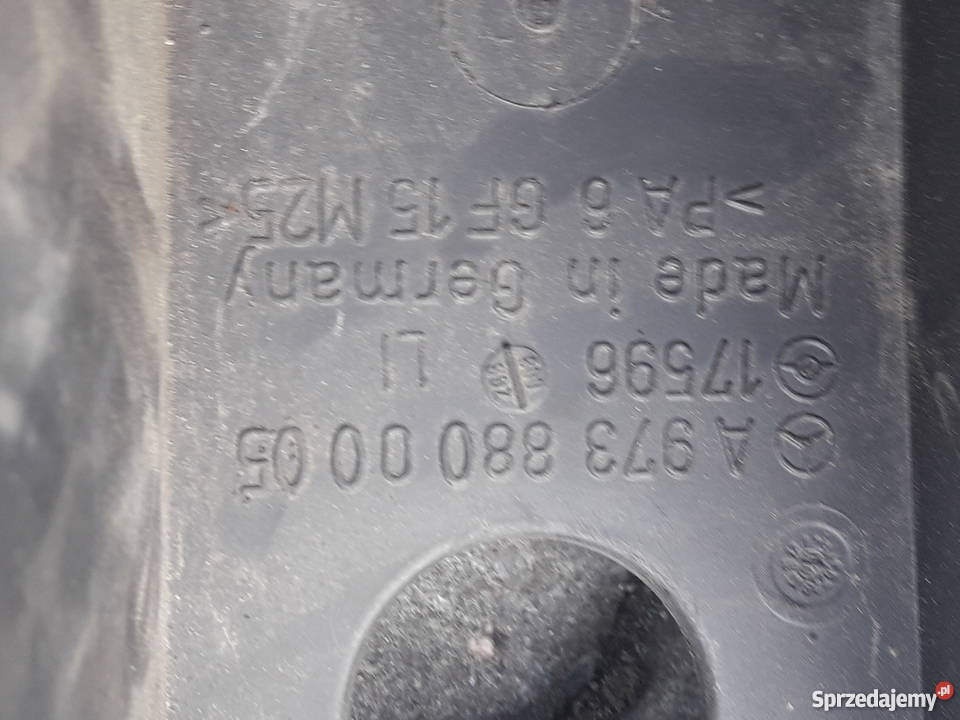 A 973 880 00 05
17596 LI
Made in Germany
>PA 6 GF 15 M25<
Sprzedajemy.pl